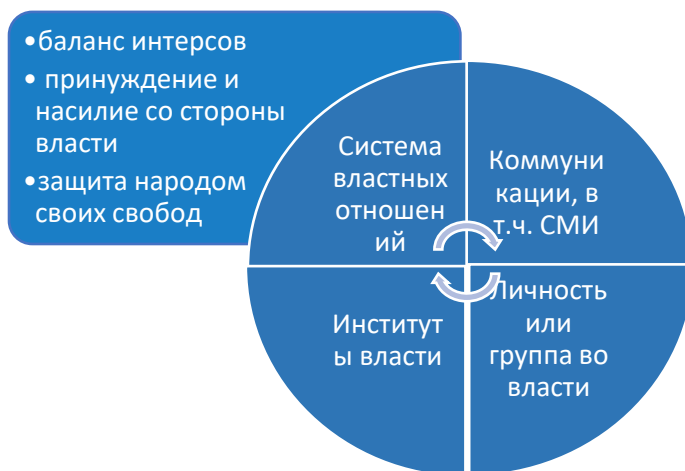 •баланс интерсов
• принуждение и
насилие со стороны
власти
•защита народом
своих свобод
Система
властных
отношен
ий
Коммуни
кации, в
т.ч. СМИ
Институт
ы власти
Личность
или
группа во
власти